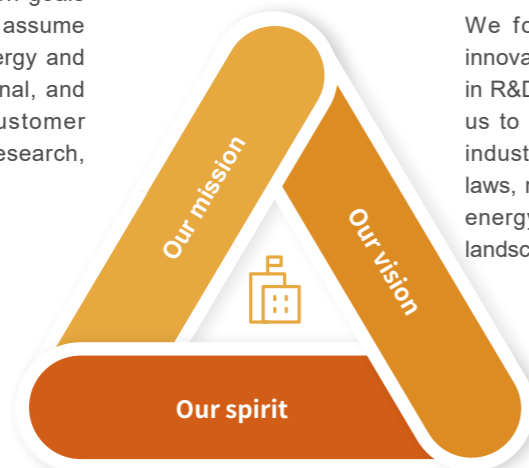 assume
ergy and
nal, and
ustomer
esearch,
Our mission
We fo
innova
in R&D
us to
indust
laws, r
energy
landsc
Our vision
Our spirit